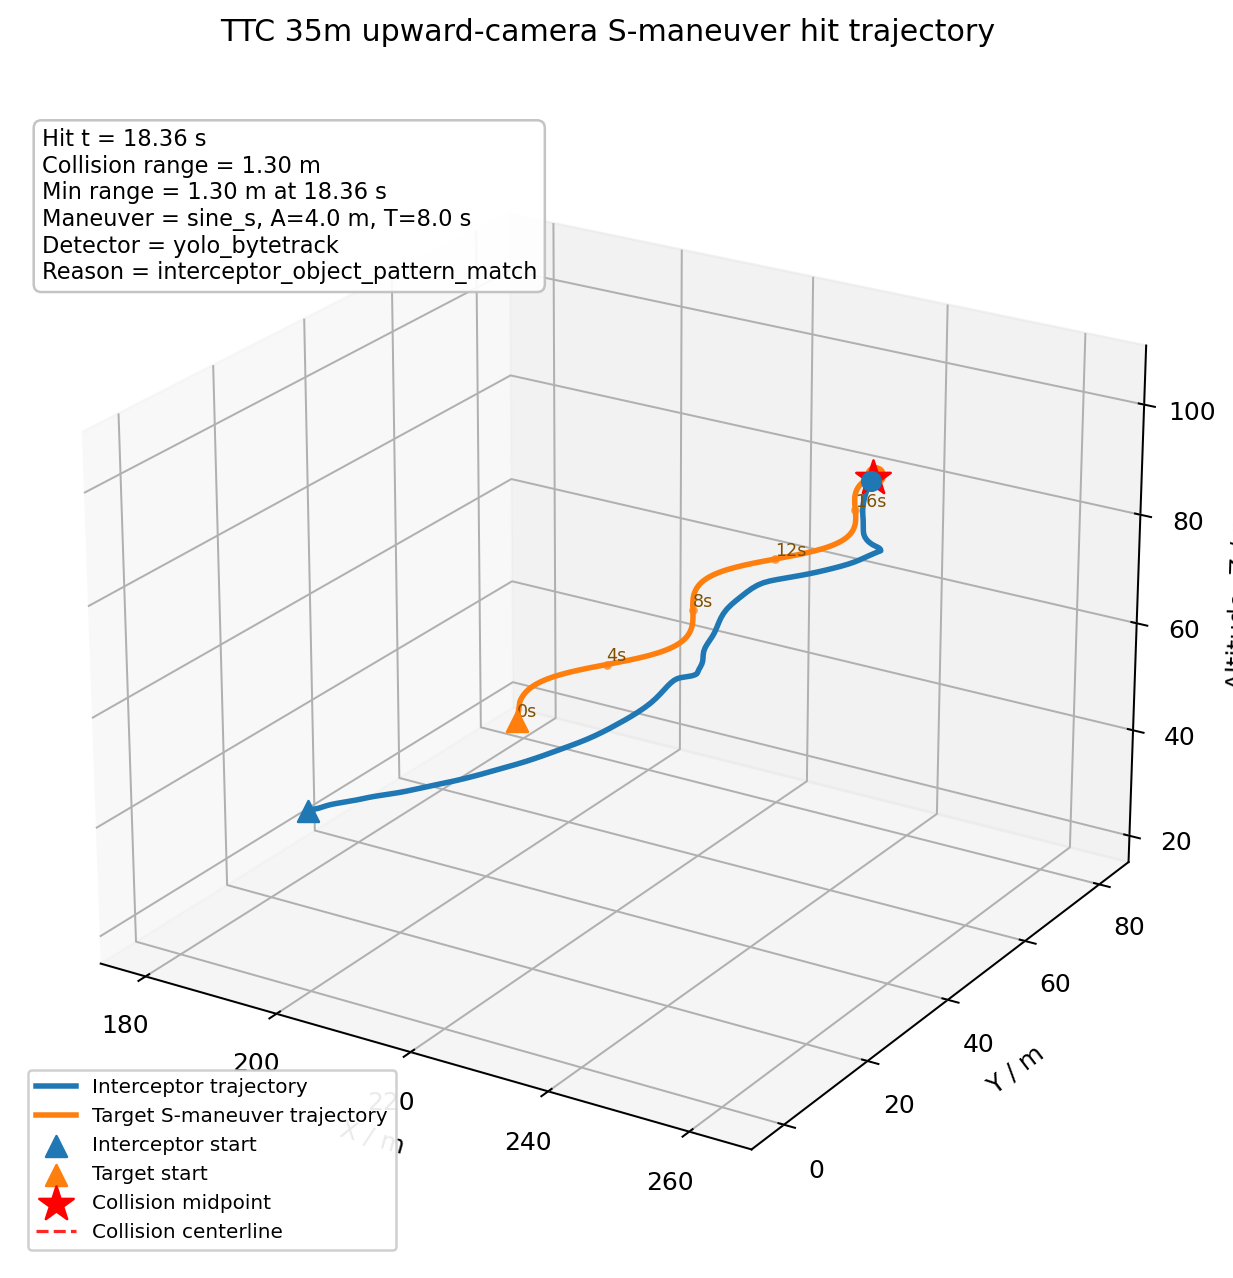 TTC 35m upward-camera S-maneuver hit trajectory
Hit t = 18.36 s
Collision range = 1.30 m
Min range = 1.30 m at 18.36 s
Maneuver = sine_s, A=4.0 m, T=8.0 s
Detector = yolo_bytetrack
Reason = interceptor_object_pattern_match
100
80
60
40
20
16s
12s
8s
4s
0s
80
60
40
20
0
Y / m
180
200
220
240
260
X / m
Interceptor trajectory
Target S-maneuver trajectory
Interceptor start
Target start
Collision midpoint
Collision centerline